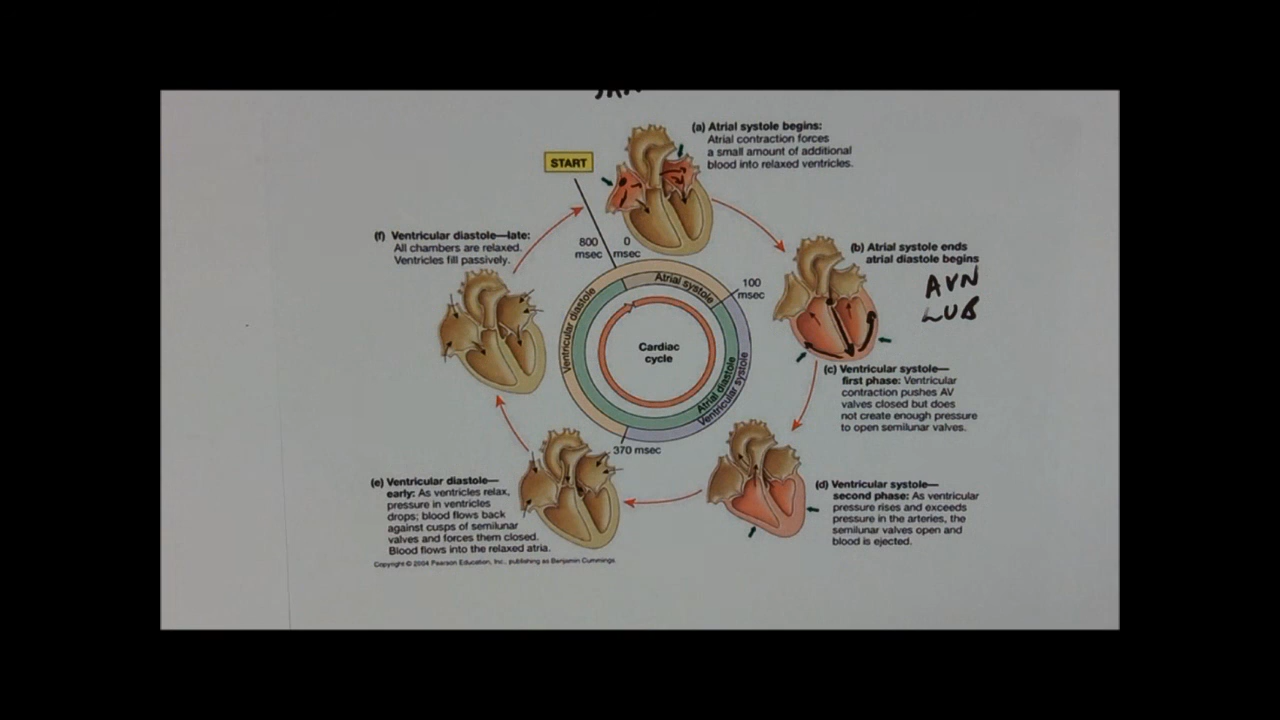 (a) Atrial systole begins:
Atrial contraction forces
a small amount of additional
blood into relaxed ventricles.
START
(f) Ventricular diastole—late:
All chambers are relaxed.
Ventricles fill passively.
800
msec
0
msec
(b) Atrial systole ends
atrial diastole begins
AVN
LUB
100
msec
Atrial systole
Ventricular diastole
Cardiac
cycle
Atrial diastole
Ventricular systole
(c) Ventricular systole—
first phase: Ventricular
contraction pushes AV
valves closed but does
not create enough pressure
to open semilunar valves.
370 msec
(e) Ventricular diastole—
early: As ventricles relax,
pressure in ventricles
drops; blood flows back
against cusps of semilunar
valves and forces them closed.
Blood flows into the relaxed atria.
(d) Ventricular systole—
second phase: As ventricular
pressure rises and exceeds
pressure in the arteries, the
semilunar valves open and
blood is ejected.
Copyright © 2004 Pearson Education, Inc., publishing as Benjamin Cummings.